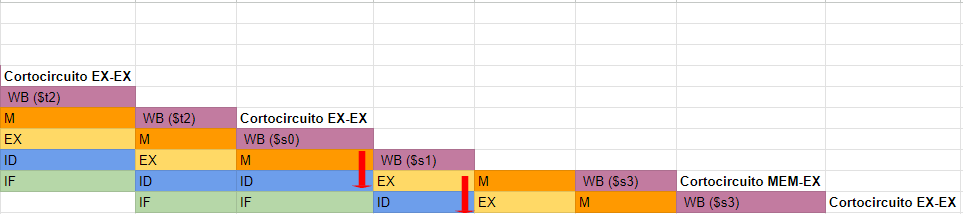 Cortocircuito EX-EX
WB ($t2)
M WB ($t2) Cortocircuito EX-EX
EX M WB ($s0)
ID EX M WB ($s1)
IF ID ID EX M WB ($s3) Cortocircuito MEM-EX
IF IF ID EX M WB ($s3) Cortocircuito EX-EX